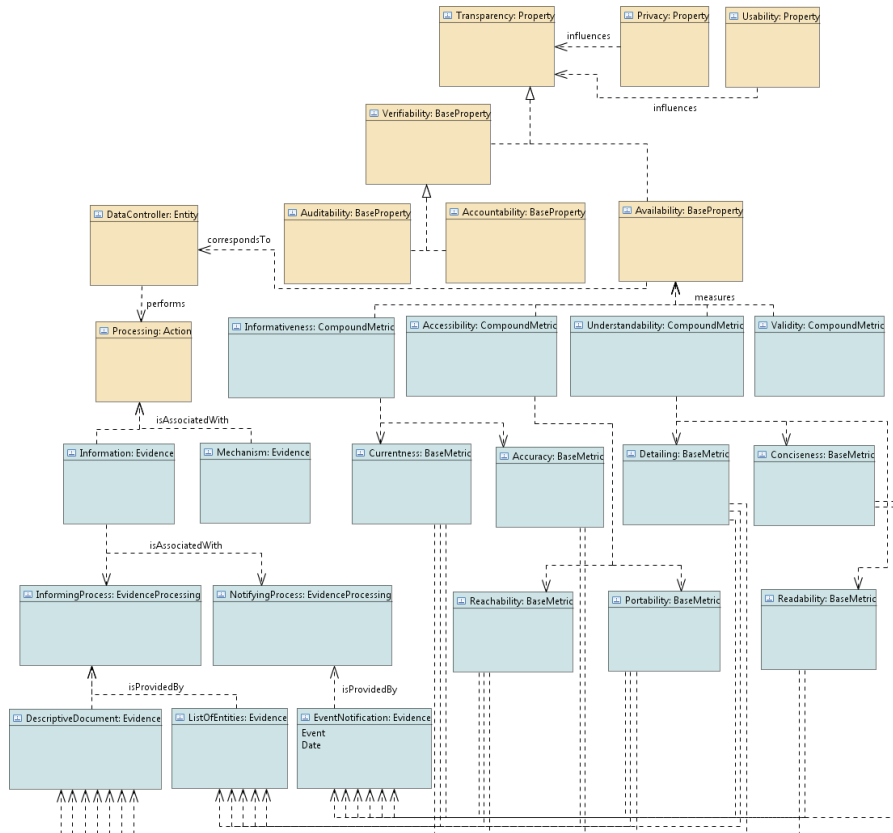 Transparency: Property
Privacy: Property
Usability: Property
influences
influences
Verifiability: BaseProperty
DataController: Entity
Auditability: BaseProperty
Accountability: BaseProperty
Availability: BaseProperty
correspondsTo
performs
measures
Processing: Action
Informativeness: CompoundMetric
Accessibility: CompoundMetric
Understandability: CompoundMetric
Validity: CompoundMetric
isAssociatedWith
Information: Evidence
Mechanism: Evidence
Currentness: BaseMetric
Accuracy: BaseMetric
Detailing: BaseMetric
Conciseness: BaseMetric
isAssociatedWith
InformingProcess: EvidenceProcessing
NotifyingProcess: EvidenceProcessing
Reachability: BaseMetric
Portability: BaseMetric
Readability: BaseMetric
isProvidedBy
isProvidedBy
DescriptiveDocument: Evidence
ListOfEntities: Evidence
EventNotification: Evidence
Event
Date